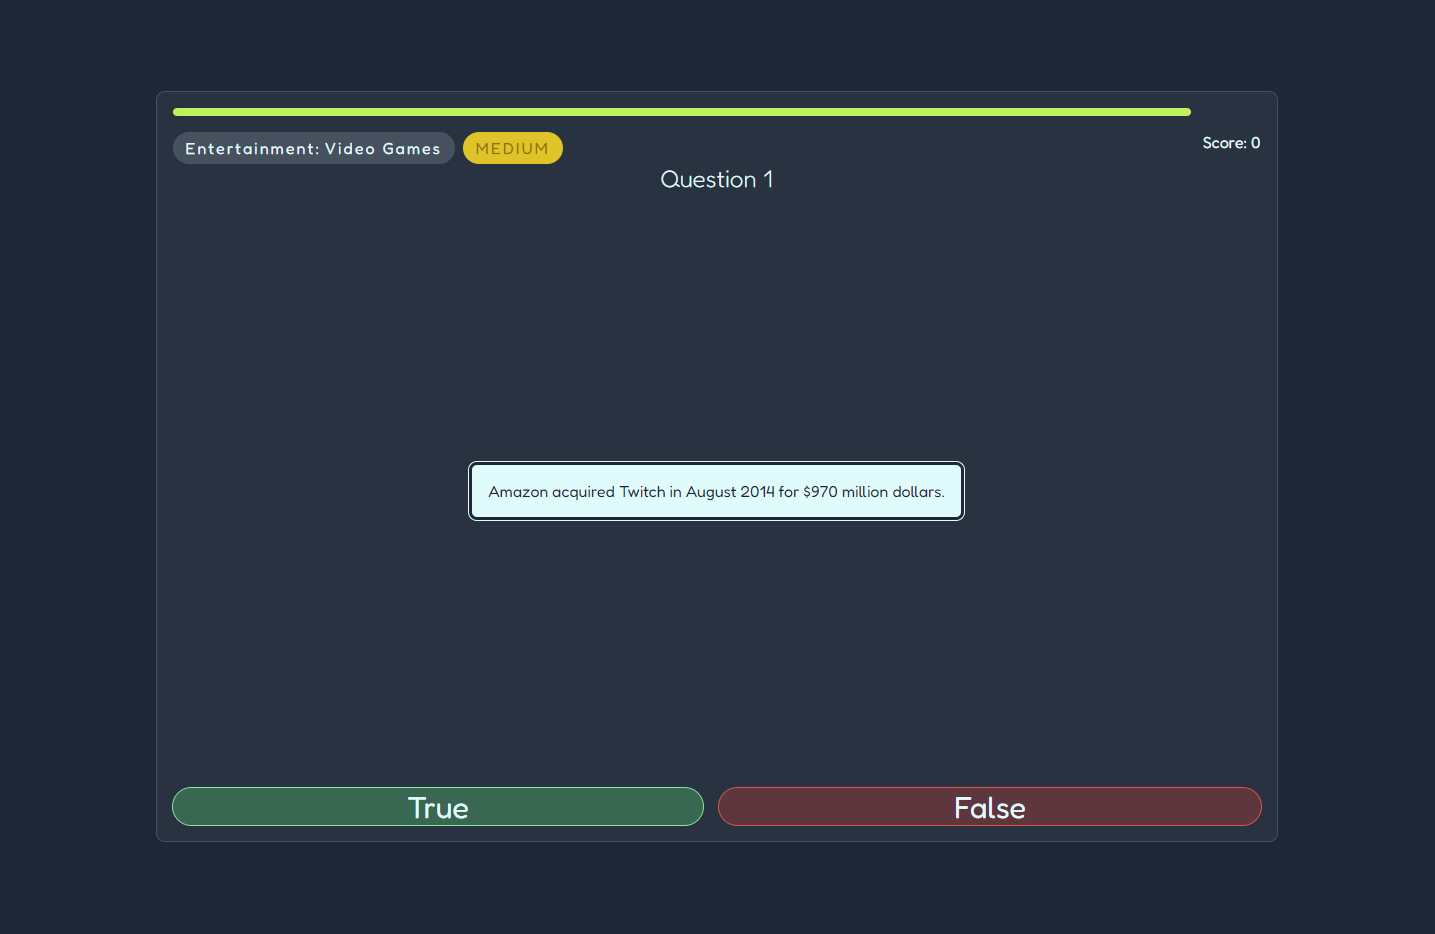 Entertainment: Video Games
MEDIUM
Score: 0
Question 1
Amazon acquired Twitch in August 2014 for $970 million dollars.
True
False